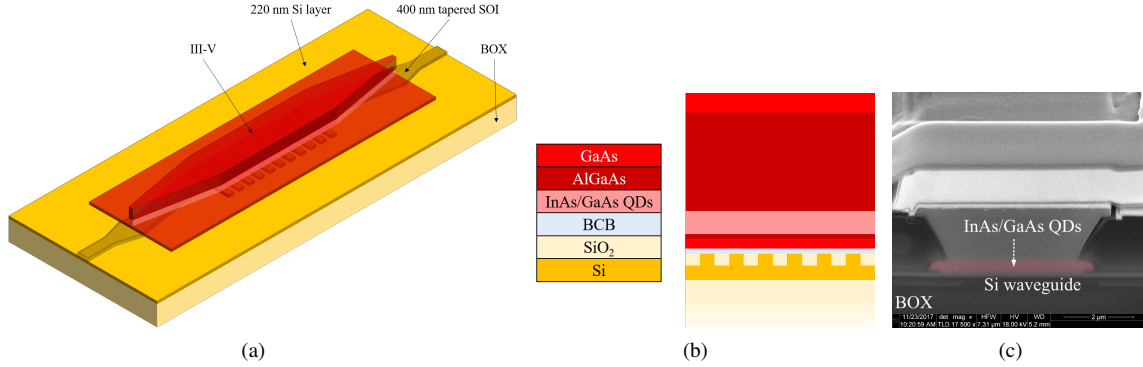 220 nm Si layer
400 nm tapered SOI
III-V
BOX
GaAs
AlGaAs
InAs/GaAs QDs
BCB
SiO₂
Si
InAs/GaAs QDs
Si waveguide
BOX
11/23/2017 det mag HFW HV WD 2 μm
10:20:59 AM TLD 17 500 x 7.31 μm 18.00 kV 5.2 mm
(a)
(b)
(c)